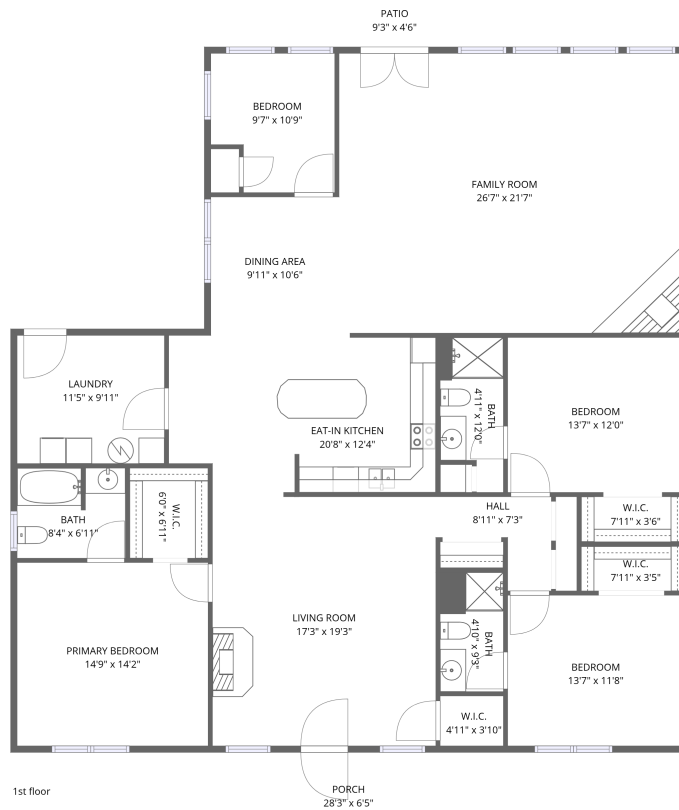 PATIO
9'3" x 4'6"
BEDROOM
9'7" x 10'9"
FAMILY ROOM
26'7" x 21'7"
DINING AREA
9'11" x 10'6"
LAUNDRY
11'5" x 9'11"
EAT-IN KITCHEN
20'8" x 12'4"
BATH
4'11" x 12'0"
BEDROOM
13'7" x 12'0"
BATH
8'4" x 6'11"
W.I.C.
6'0" x 6'11"
HALL
8'11" x 7'3"
W.I.C.
7'11" x 3'6"
W.I.C.
7'11" x 3'5"
LIVING ROOM
17'3" x 19'3"
PRIMARY BEDROOM
14'9" x 14'2"
BATH
4'10" x 9'3"
BEDROOM
13'7" x 11'8"
W.I.C.
4'11" x 3'10"
1st floor
PORCH
28'3" x 6'5"